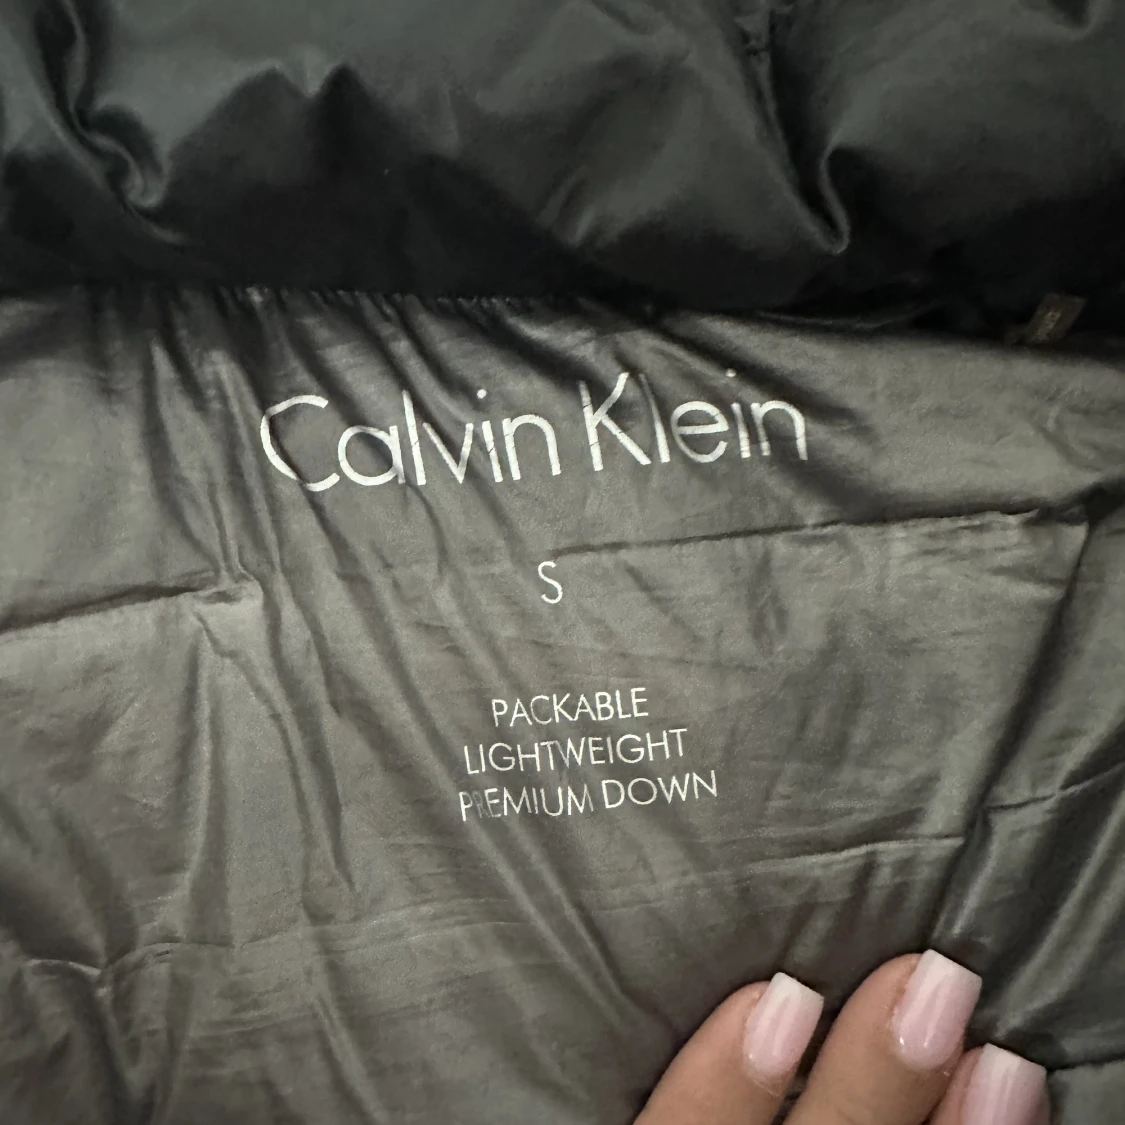 Calvin Klein
S
PACKABLE
LIGHTWEIGHT
PREMIUM DOWN